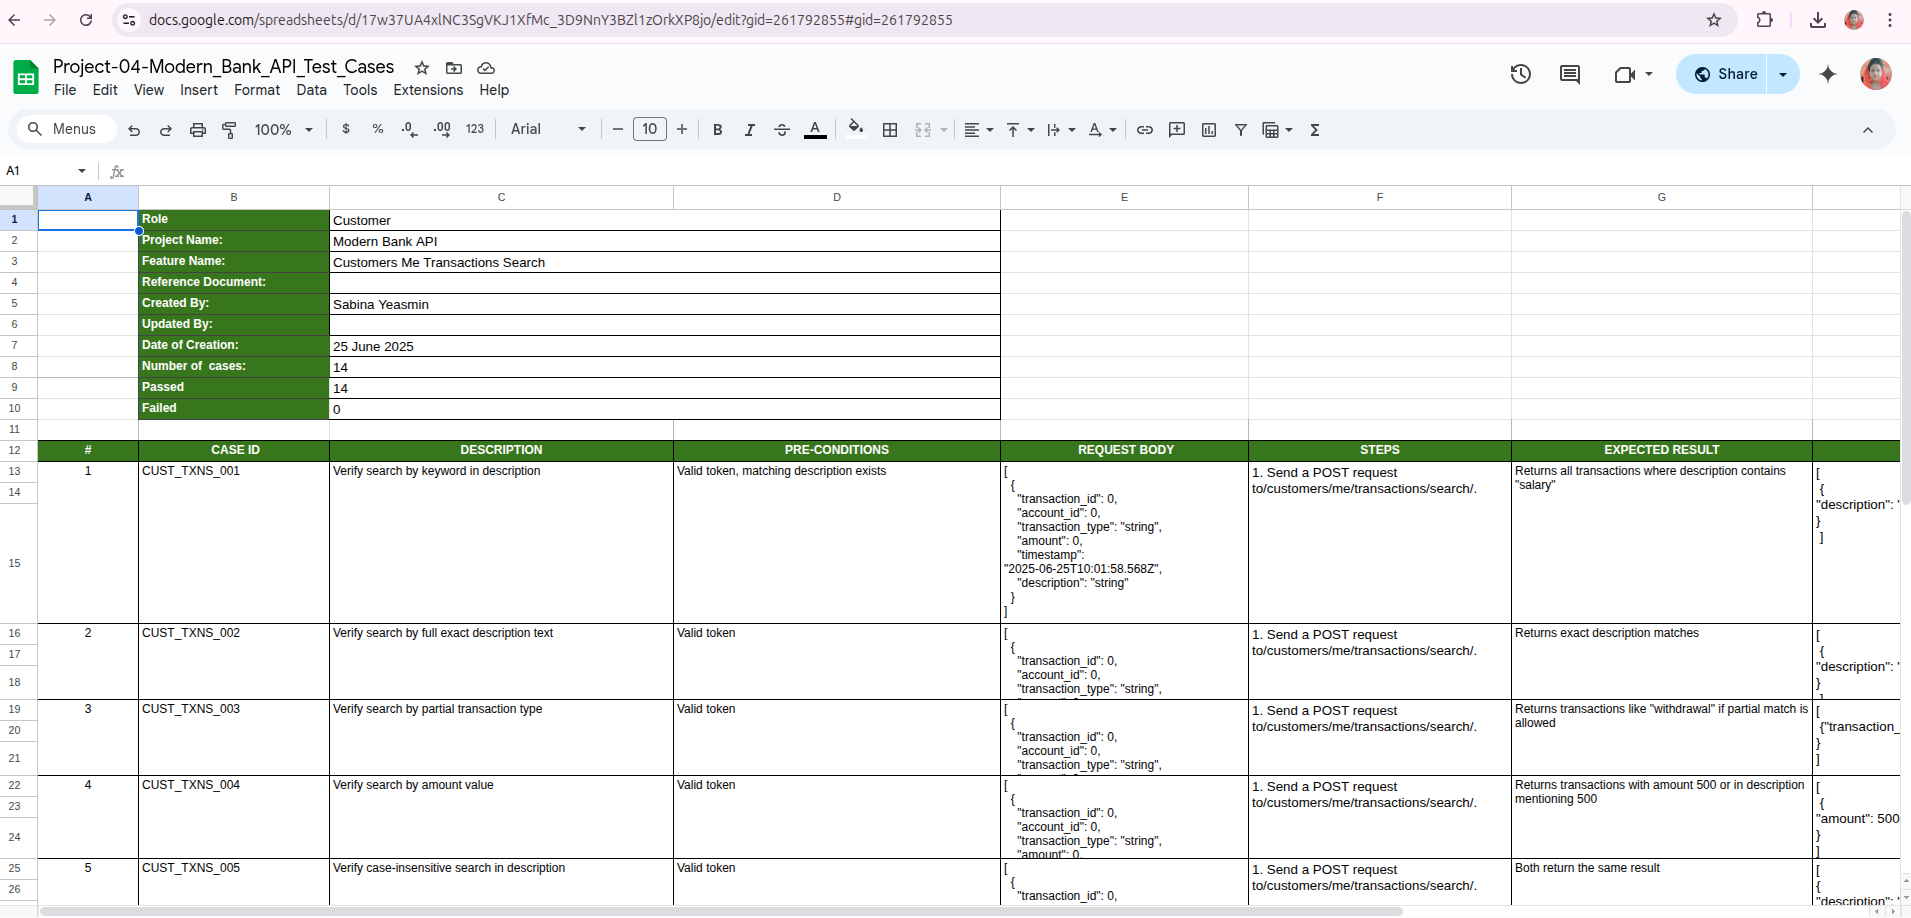 docs.google.com/spreadsheets/d/17w37UA4xlNC3SgVKJ1XfMc_3D9NnY3BZl1zOrkXP8jo/edit?gid=261792855#gid=261792855
Project-04-Modern_Bank_API_Test_Cases
File Edit View Insert Format Data Tools Extensions Help
Share
Menus 100% $ % .0 .00 123 Arial 10 B I A
A1 fx
A B C D E F G
1 Role Customer
2 Project Name: Modern Bank API
3 Feature Name: Customers Me Transactions Search
4 Reference Document:
5 Created By: Sabina Yeasmin
6 Updated By:
7 Date of Creation: 25 June 2025
8 Number of cases: 14
9 Passed 14
10 Failed 0
11
12 # CASE ID DESCRIPTION PRE-CONDITIONS REQUEST BODY STEPS EXPECTED RESULT
13 1 CUST_TXNS_001 Verify search by keyword in description Valid token, matching description exists [ 1. Send a POST request Returns all transactions where description contains [
14 { to/customers/me/transactions/search/. "salary" {
"transaction_id": 0, "description": "
"account_id": 0, }
"transaction_type": "string", ]
"amount": 0,
"timestamp":
15 "2025-06-25T10:01:58.568Z",
"description": "string"
}
]
16 2 CUST_TXNS_002 Verify search by full exact description text Valid token [ 1. Send a POST request Returns exact description matches [
17 { to/customers/me/transactions/search/. {
"transaction_id": 0, "description": "
18 "account_id": 0, }
"transaction_type": "string", ]
19 3 CUST_TXNS_003 Verify search by partial transaction type Valid token [ 1. Send a POST request Returns transactions like "withdrawal" if partial match is [
20 { to/customers/me/transactions/search/. allowed {"transaction_
"transaction_id": 0, }
21 "account_id": 0, ]
"transaction_type": "string",
22 4 CUST_TXNS_004 Verify search by amount value Valid token [ 1. Send a POST request Returns transactions with amount 500 or in description [
23 { to/customers/me/transactions/search/. mentioning 500 {
"transaction_id": 0, "amount": 500
24 "account_id": 0, }
"transaction_type": "string", ]
"amount": 0,
25 5 CUST_TXNS_005 Verify case-insensitive search in description Valid token [ 1. Send a POST request Both return the same result [
26 { to/customers/me/transactions/search/. {
"transaction_id": 0, "description": "